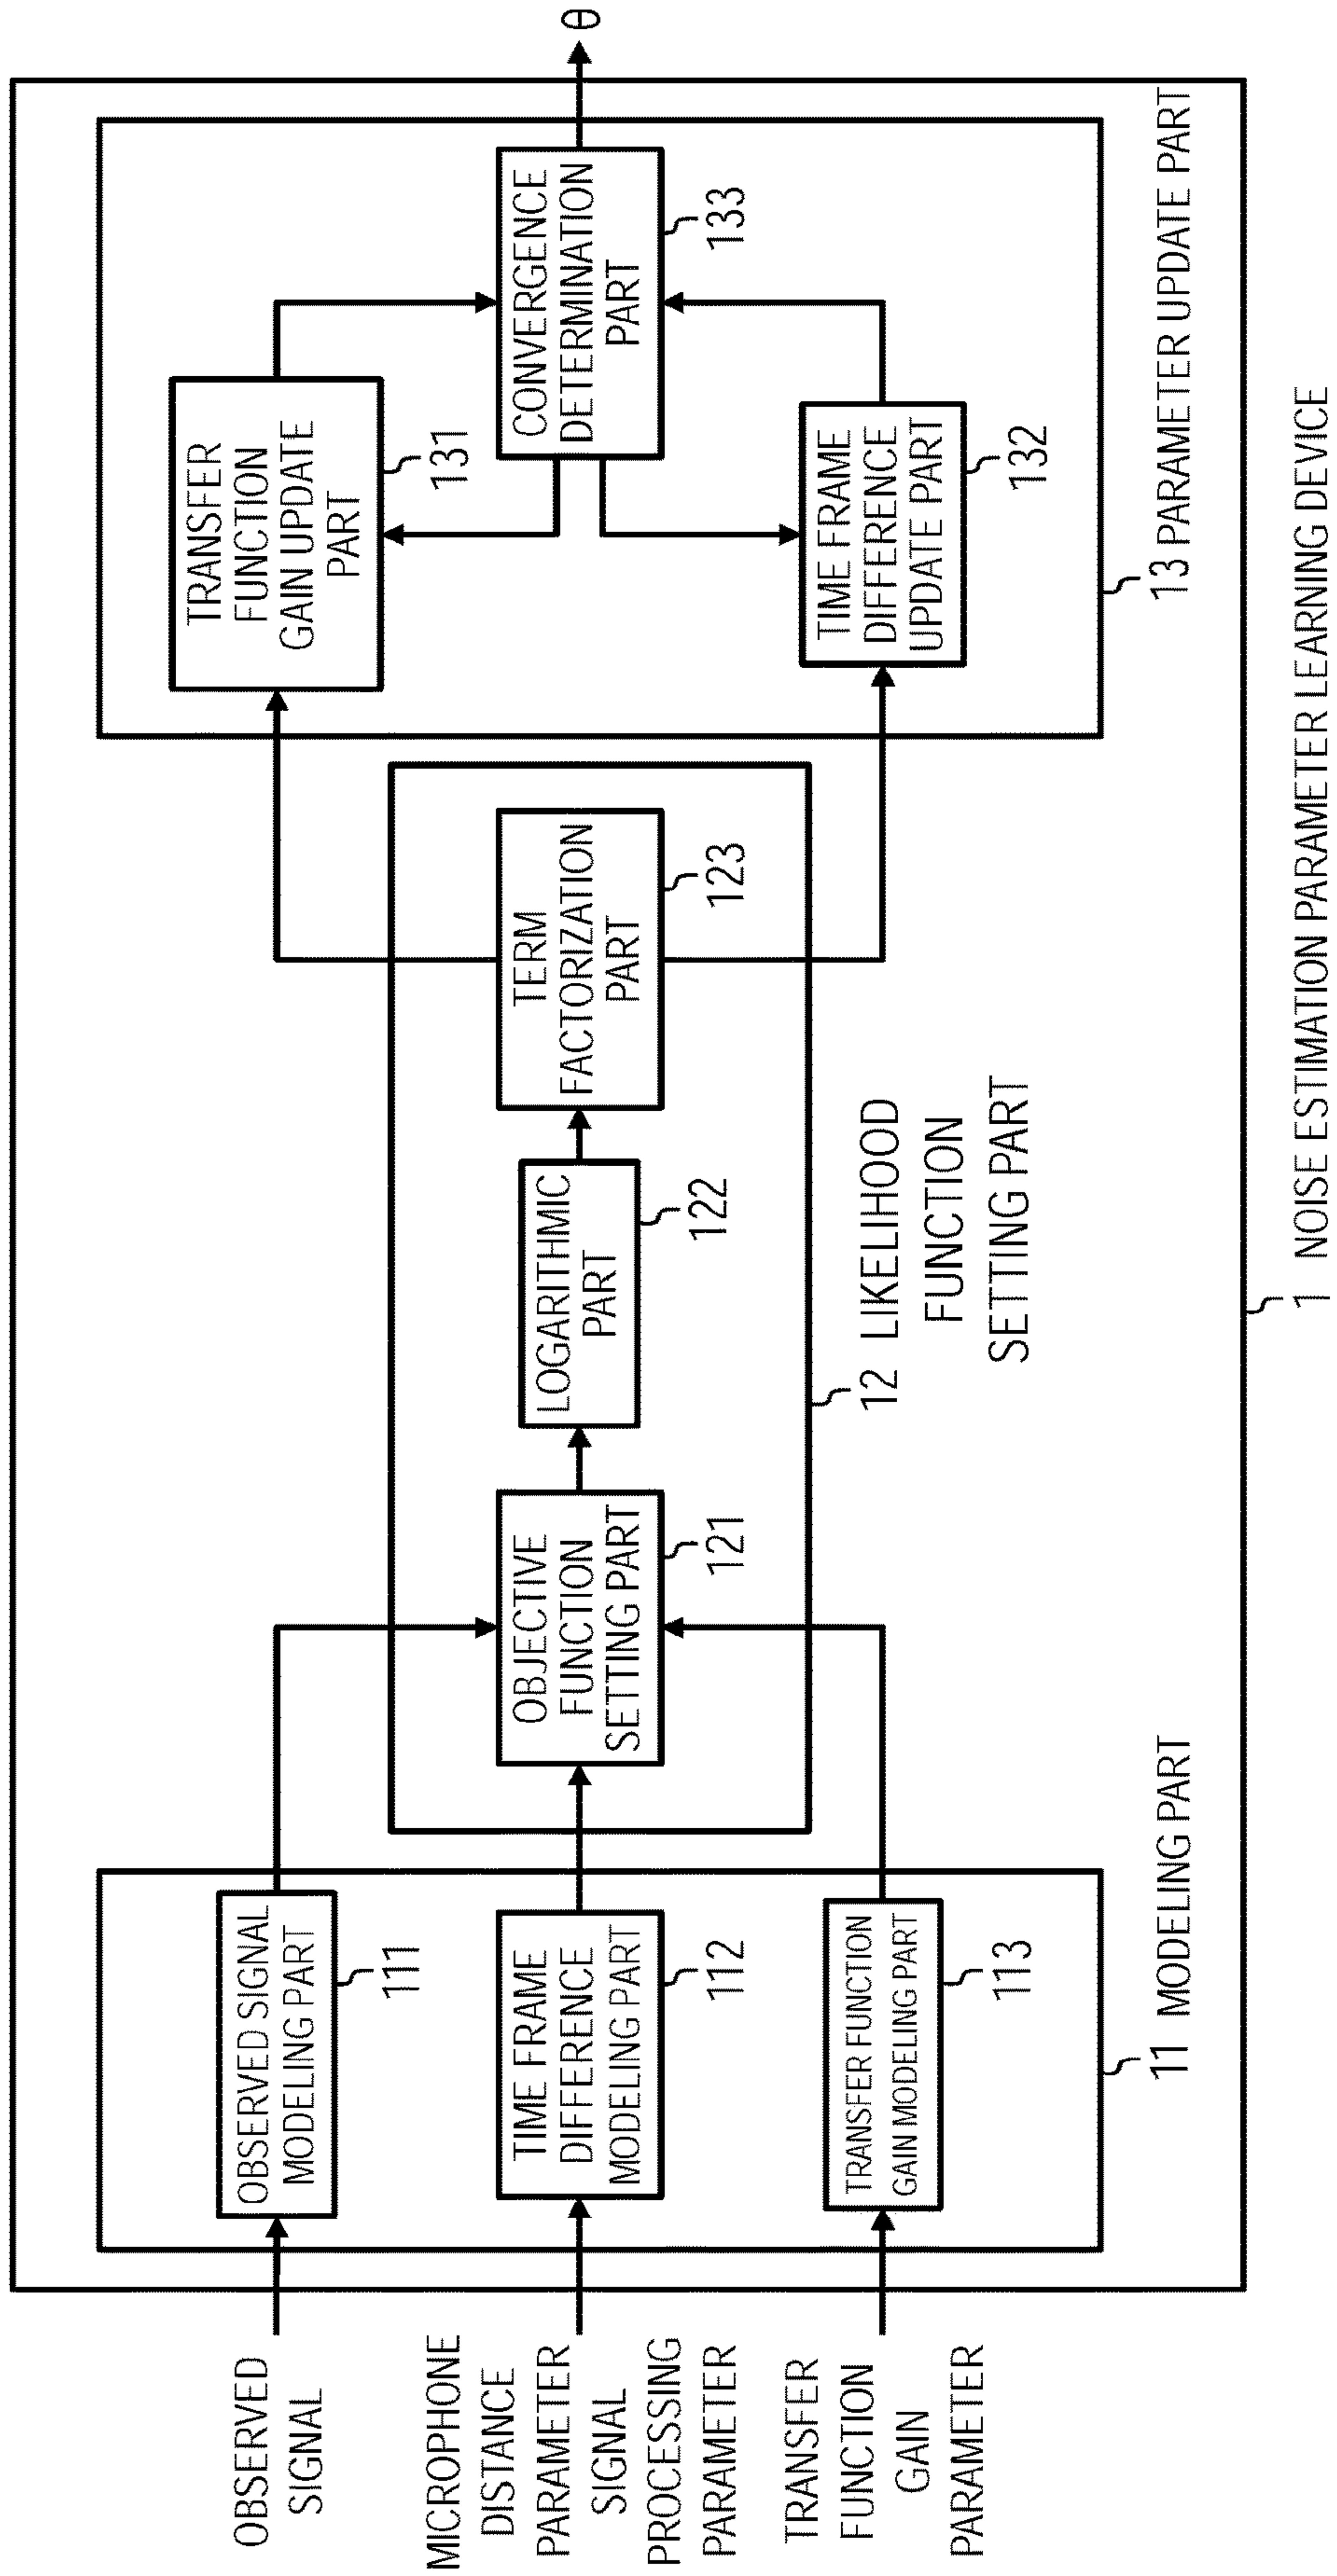 OBSERVED
SIGNAL
MICROPHONE
DISTANCE
PARAMETER
SIGNAL
PROCESSING
PARAMETER
TRANSFER
FUNCTION
GAIN
PARAMETER
OBSERVED SIGNAL
MODELING PART
111
TIME FRAME
DIFFERENCE
MODELING PART
112
TRANSFER FUNCTION
GAIN MODELING PART
113
11 MODELING PART
OBJECTIVE
FUNCTION
SETTING PART
121
LOGARITHMIC
PART
122
TERM
FACTORIZATION
PART
123
12 LIKELIHOOD
FUNCTION
SETTING PART
TRANSFER
FUNCTION
GAIN UPDATE
PART
131
CONVERGENCE
DETERMINATION
PART
133
TIME FRAME
DIFFERENCE
UPDATE PART
132
13 PARAMETER UPDATE PART
θ
1 NOISE ESTIMATION PARAMETER LEARNING DEVICE